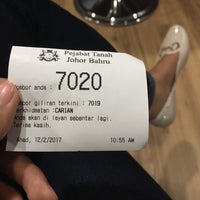 Pejabat Tanah
Johor Bahru
Nombor anda :
7020
Nombor giliran terkini : 7019
Perkhidmatan :CARIAN
Anda akan di layan sebentar lagi.
Terima kasih.
Ahad, 12/2/2017 10:55 AM